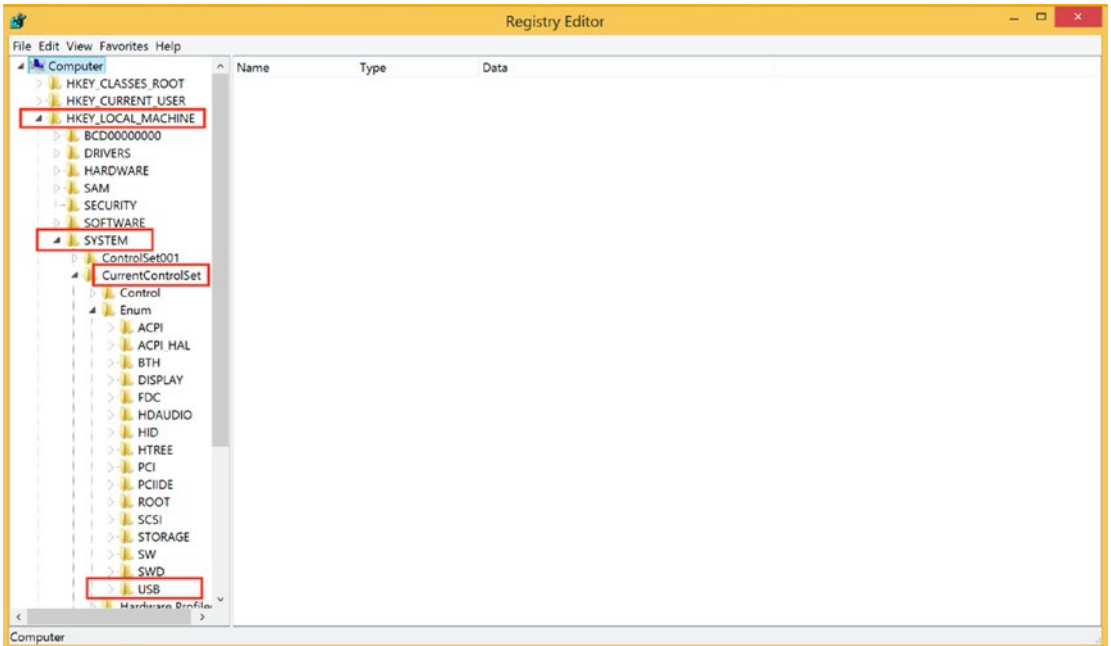 Registry Editor
File Edit View Favorites Help
Computer
Name Type Data
HKEY_CLASSES_ROOT
HKEY_CURRENT_USER
HKEY_LOCAL_MACHINE
BCD00000000
DRIVERS
HARDWARE
SAM
SECURITY
SOFTWARE
SYSTEM
ControlSet001
CurrentControlSet
Control
Enum
ACPI
ACPI_HAL
BTH
DISPLAY
FDC
HDAUDIO
HID
HTREE
PCI
PCIIDE
ROOT
SCSI
STORAGE
SW
SWD
USB
Hardware Profile
Computer